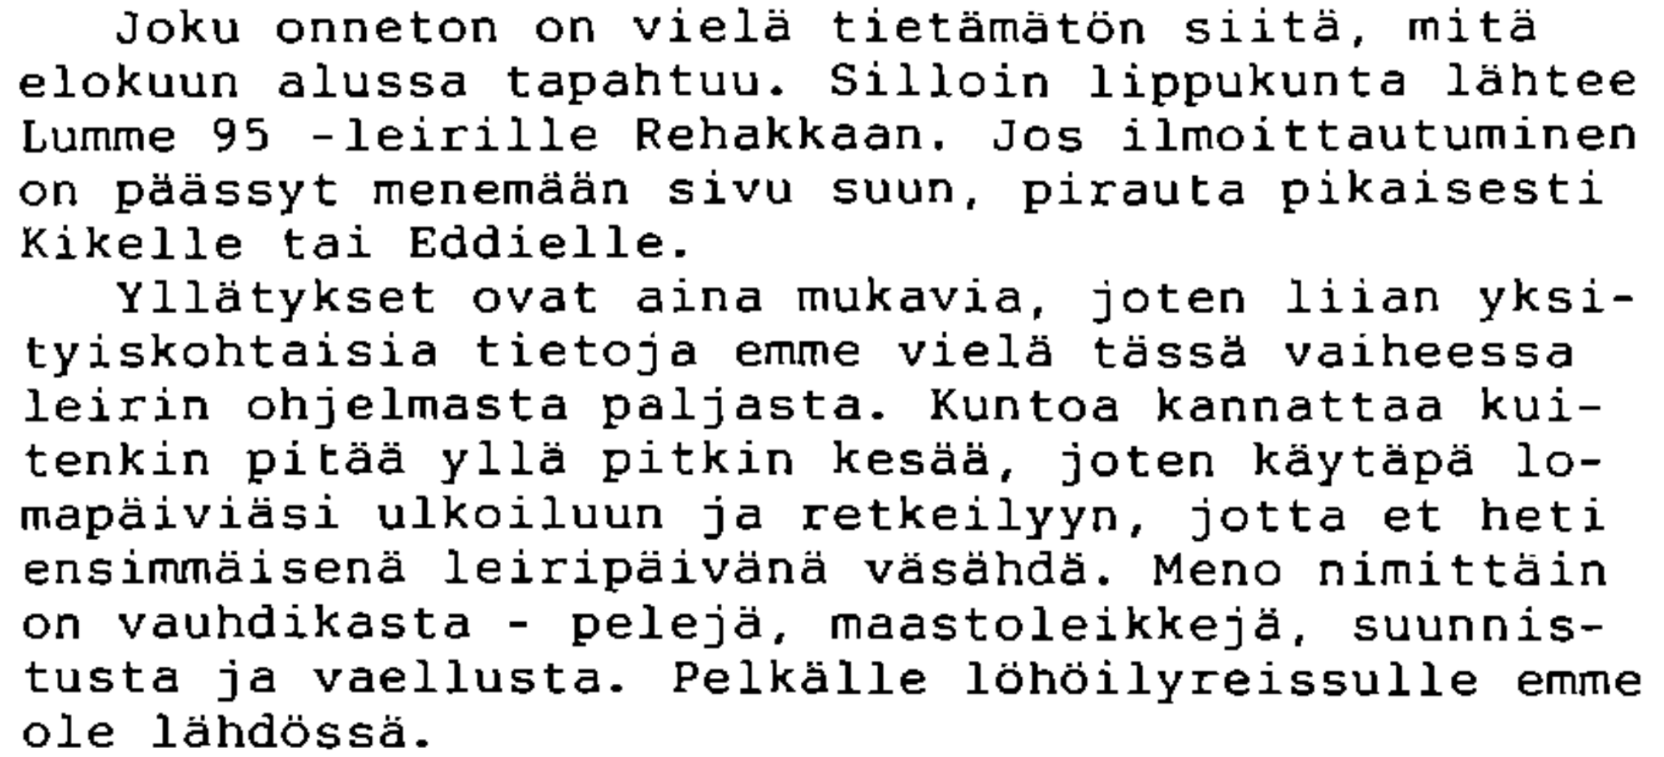 Joku onneton on vielä tietämätön siitä, mitä
elokuun alussa tapahtuu. Silloin lippukunta lähtee
Lumme 95 -leirille Rehakkaan. Jos ilmoittautuminen
on päässyt menemään sivu suun, pirauta pikaisesti
Kikelle tai Eddielle.
Yllätykset ovat aina mukavia, joten liian yksi-
tyiskohtaisia tietoja emme vielä tässä vaiheessa
leirin ohjelmasta paljasta. Kuntoa kannattaa kui-
tenkin pitää yllä pitkin kesää, joten käytäpä lo-
mapäiviäsi ulkoiluun ja retkeilyyn, jotta et heti
ensimmäisenä leiripäivänä väsähdä. Meno nimittäin
on vauhdikasta - pelejä, maastoleikkejä, suunnis-
tusta ja vaellusta. Pelkälle löhöilyreissulle emme
ole lähdössä.